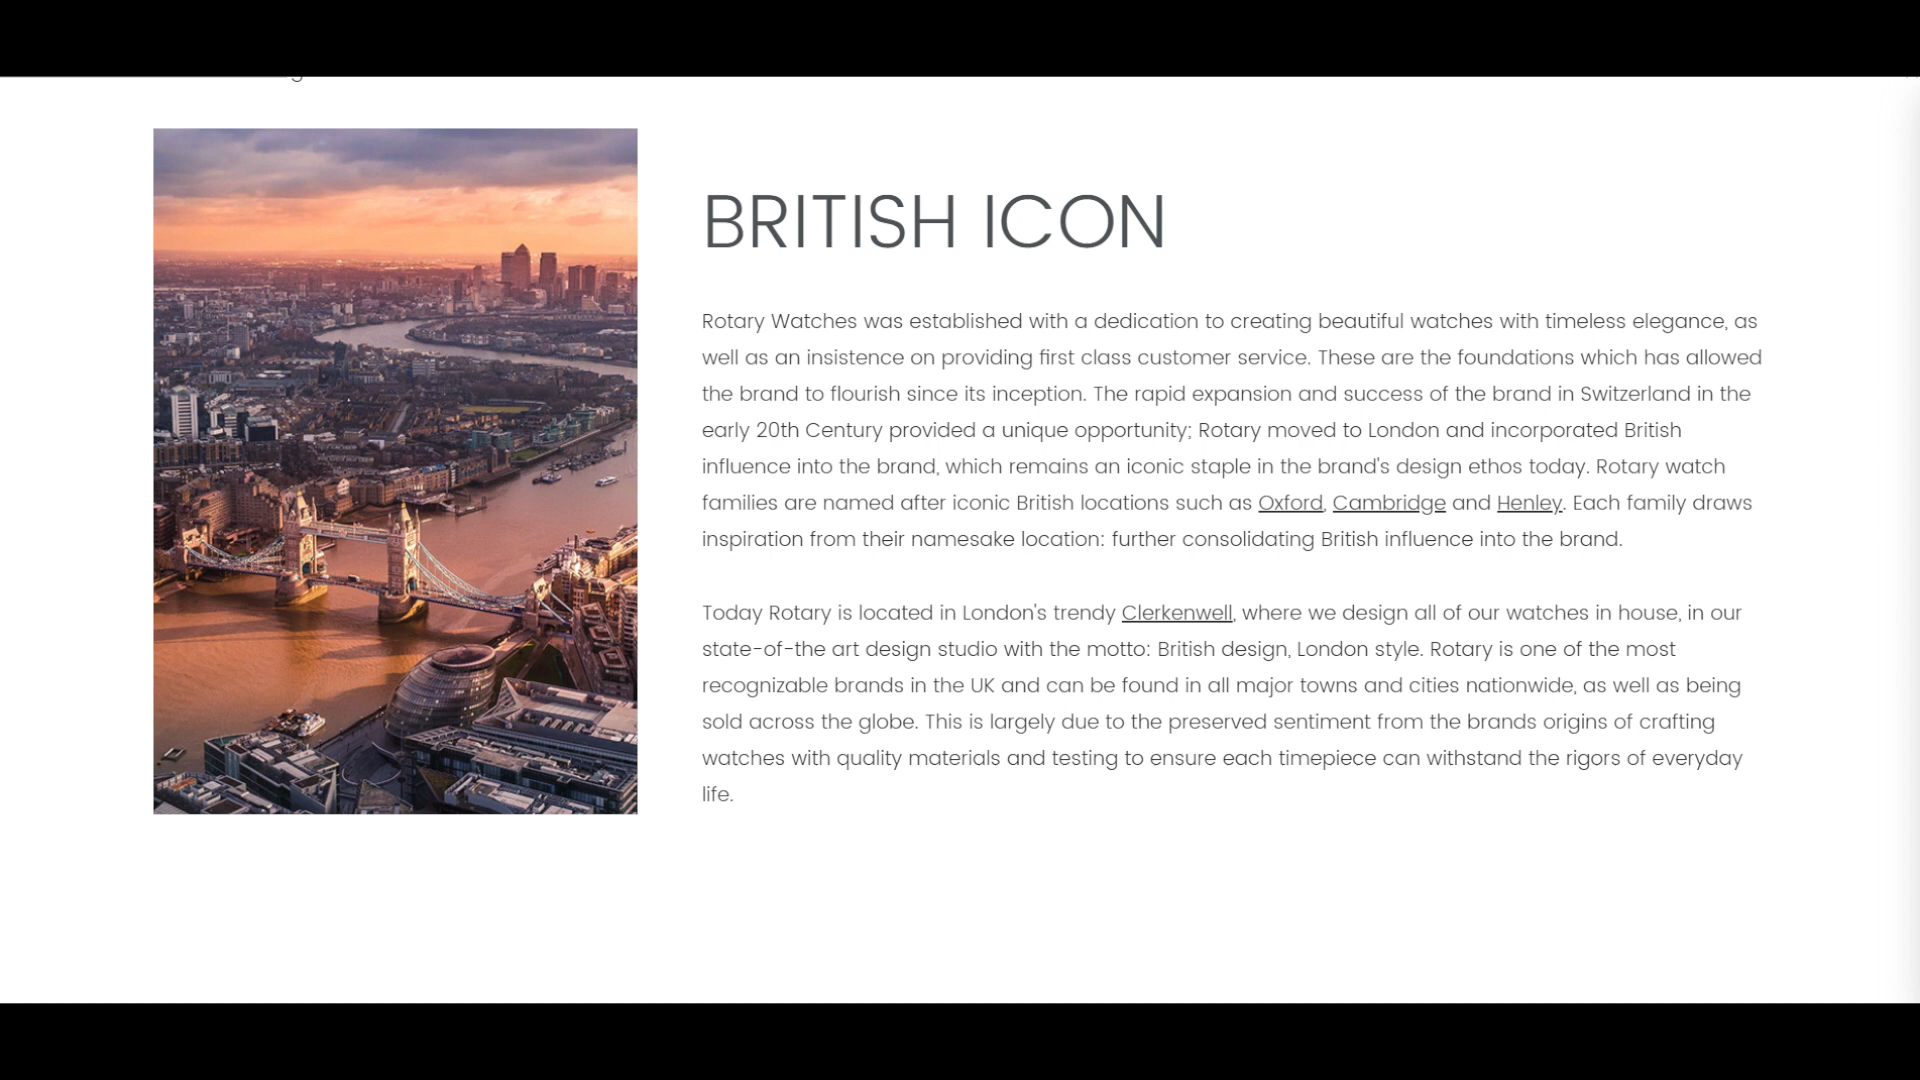 BRITISH ICON
Rotary Watches was established with a dedication to creating beautiful watches with timeless elegance, as
well as an insistence on providing first class customer service. These are the foundations which has allowed
the brand to flourish since its inception. The rapid expansion and success of the brand in Switzerland in the
early 20th Century provided a unique opportunity; Rotary moved to London and incorporated British
influence into the brand, which remains an iconic staple in the brand's design ethos today. Rotary watch
families are named after iconic British locations such as Oxford, Cambridge and Henley. Each family draws
inspiration from their namesake location: further consolidating British influence into the brand.
Today Rotary is located in London's trendy Clerkenwell, where we design all of our watches in house, in our
state-of-the art design studio with the motto: British design, London style. Rotary is one of the most
recognizable brands in the UK and can be found in all major towns and cities nationwide, as well as being
sold across the globe. This is largely due to the preserved sentiment from the brands origins of crafting
watches with quality materials and testing to ensure each timepiece can withstand the rigors of everyday
life.